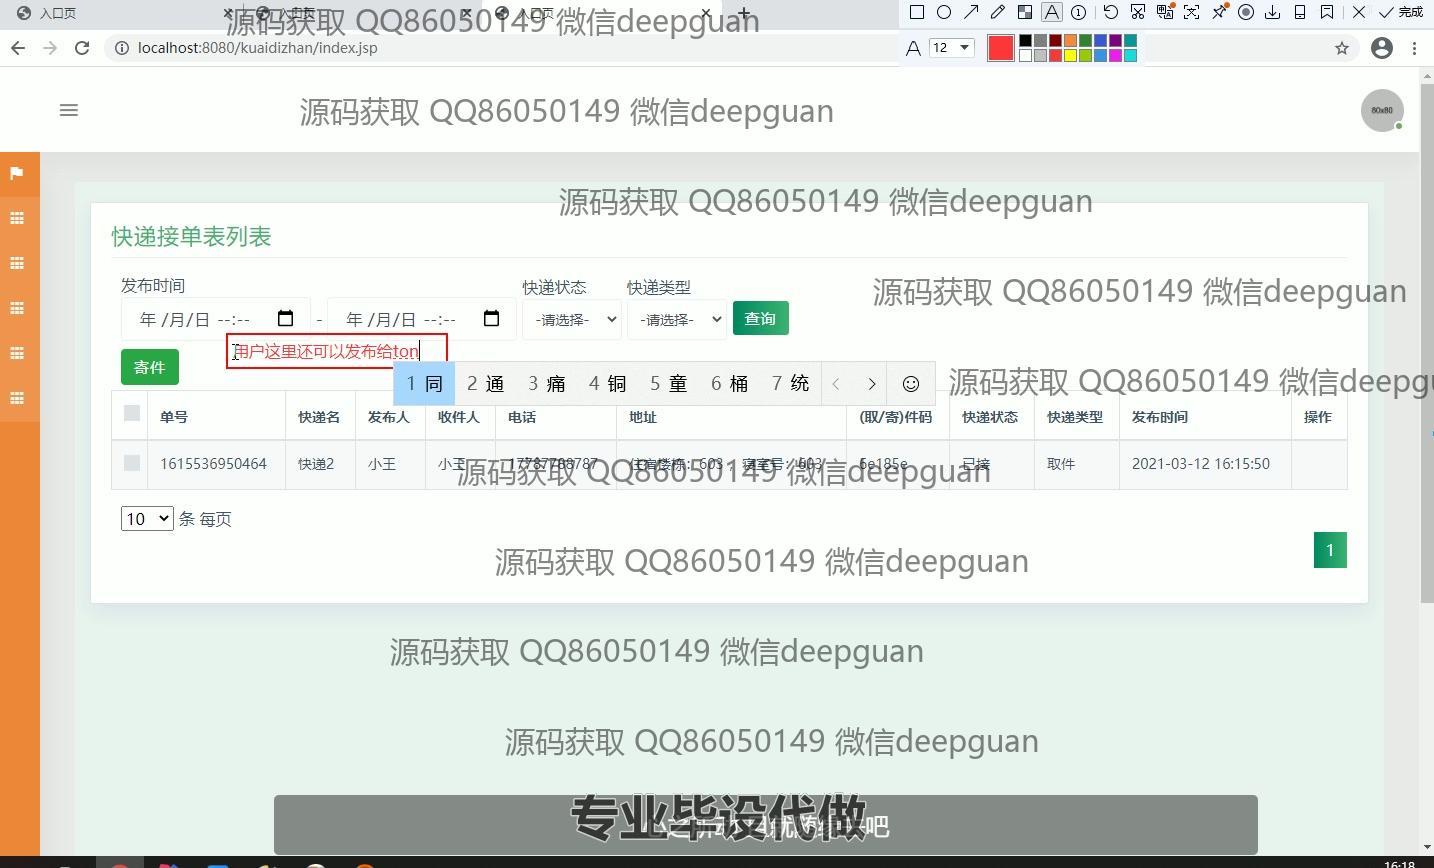 入口页
入口页
入口页
源码获取 QQ86050149 微信deepguan
完成
localhost:8080/kuaidizhan/index.jsp
A 12
源码获取 QQ86050149 微信deepguan
80x80
源码获取 QQ86050149 微信deepguan
快递接单表列表
发布时间
快递状态
快递类型
源码获取 QQ86050149 微信deepguan
年 /月/日 --:-- - 年 /月/日 --:--
-请选择-
-请选择-
查询
用户这里还可以发布给ton
寄件
1 同 2 通 3 痛 4 铜 5 童 6 桶 7 统
源码获取 QQ86050149 微信deepgu
单号 快递名 发布人 收件人 电话 地址 (取/寄)件码 快递状态 快递类型 发布时间 操作
1615536950464 快递2 小王 小王 17787788787 住宿楼栋：603 ，寝室号：603 6e185e 已接 取件 2021-03-12 16:15:50
源码获取 QQ86050149 微信deepguan
10 条 每页
1
源码获取 QQ86050149 微信deepguan
源码获取 QQ86050149 微信deepguan
源码获取 QQ86050149 微信deepguan
专业毕设代做
16:18